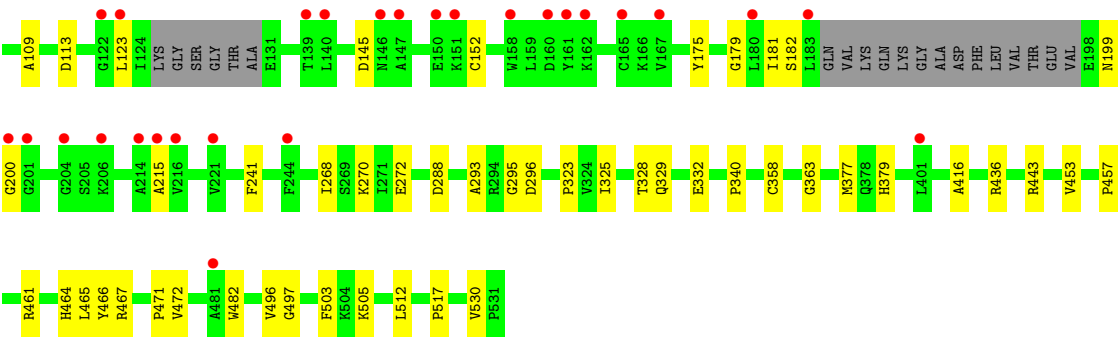 A109 D113 G122 L123 I124 LYS GLY SER GLY THR ALA E131 T139 L140 D145 N146 A147 E150 K151 C152 W158 L159 D160 Y161 K162 C165 K166 V167 Y175 G179 L180 I181 S182 L183 GLN VAL LYS GLN LYS GLY ALA ASP PHE LEU VAL THR GLU VAL E198 N199
G200 G201 G204 S205 K206 A214 A215 V216 V221 F241 F244 I268 S269 K270 I271 E272 D288 A293 R294 G295 D296 P323 V324 I325 T328 Q329 E332 P340 C358 G363 M377 Q378 H379 L401 A416 R436 R443 V453 P457
R461 H464 L465 Y466 R467 P471 V472 A481 W482 V496 G497 F503 K504 K505 L512 P517 V530 P531